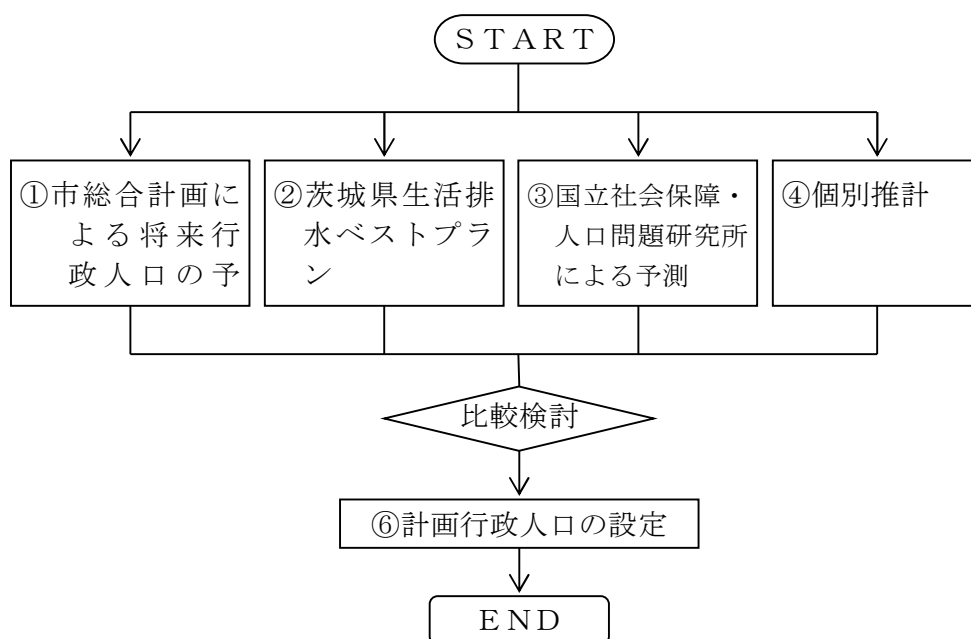 START
①市総合計画に
よる将来行
政人口の予
②茨城県生活排
水ベストプラ
ン
③国立社会保障・
人口問題研究所
による予測
④個別推計
比較検討
⑥計画行政人口の設定
END